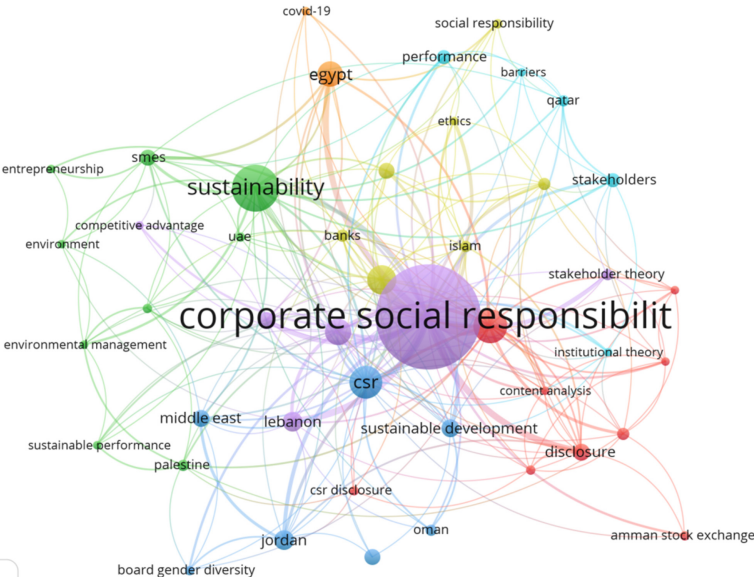 covid-19
social responsibility
performance
egypt
barriers
qatar
ethics
smes
entrepreneurship
sustainability
stakeholders
competitive advantage
uae
banks
environment
islam
stakeholder theory
corporate social responsibilit
environmental management
institutional theory
csr
content analysis
middle east
lebanon
sustainable development
sustainable performance
disclosure
palestine
csr disclosure
oman
amman stock exchange
jordan
board gender diversity